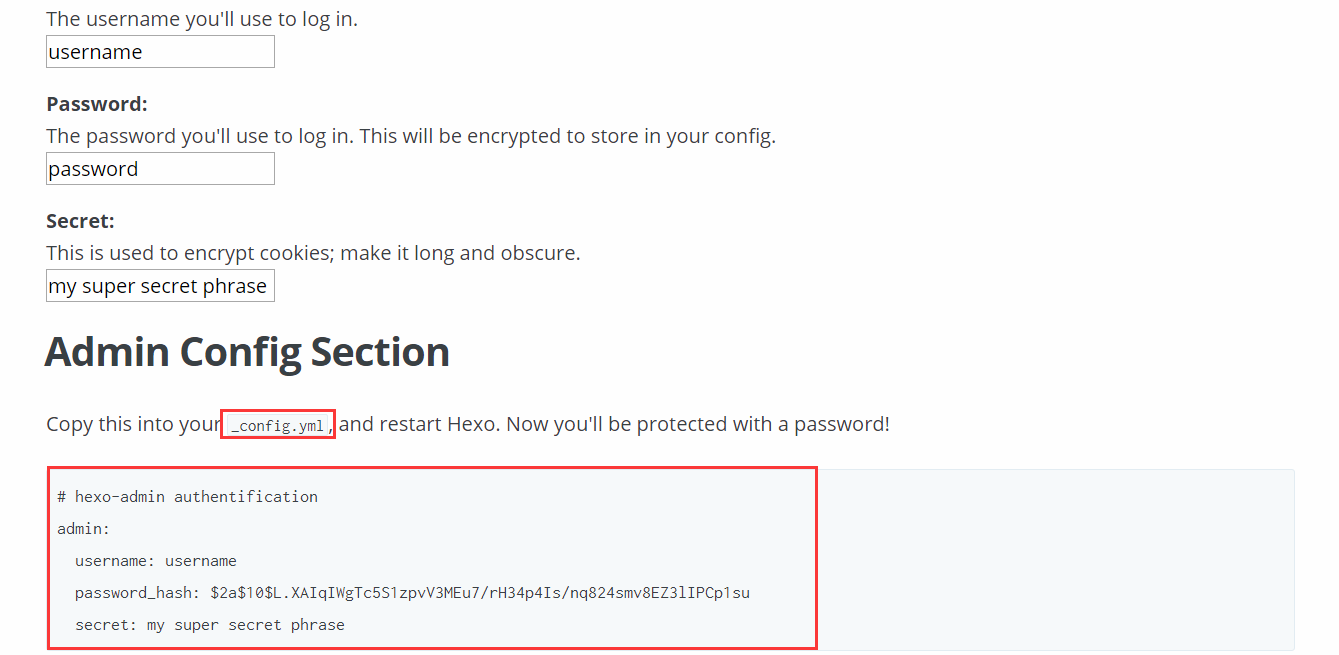 The username you'll use to log in.
username
Password:
The password you'll use to log in. This will be encrypted to store in your config.
password
Secret:
This is used to encrypt cookies; make it long and obscure.
my super secret phrase
Admin Config Section
Copy this into your _config.yml, and restart Hexo. Now you'll be protected with a password!
# hexo-admin authentification
admin:
username: username
password_hash: $2a$10$L.XAIqIWgTc5S1zpvV3MEu7/rH34p4Is/nq824smv8EZ3lIPCp1su
secret: my super secret phrase